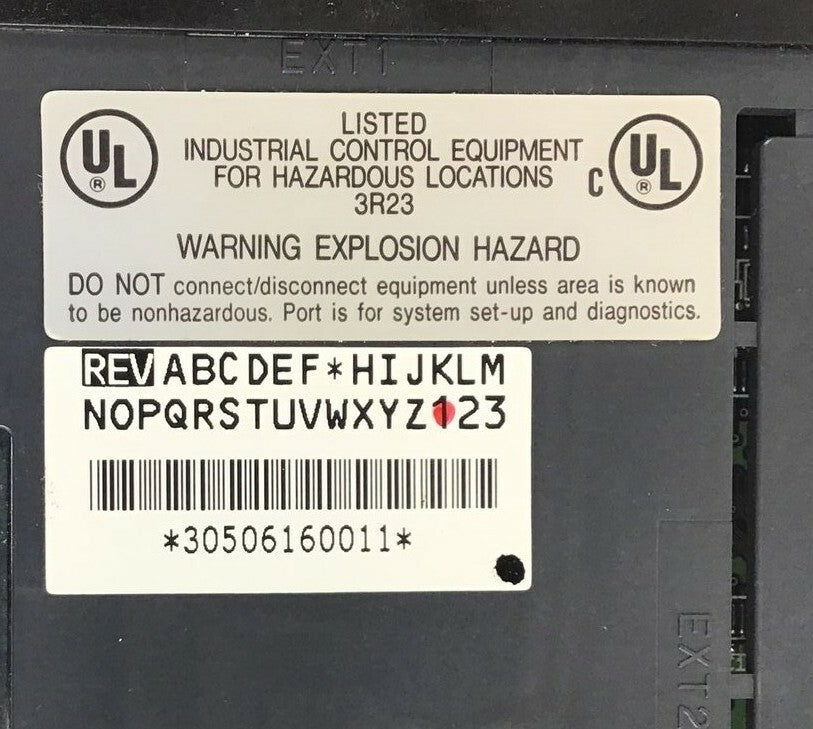 EXT1
UL
®
LISTED
INDUSTRIAL CONTROL EQUIPMENT
FOR HAZARDOUS LOCATIONS
3R23
C
UL
®
WARNING EXPLOSION HAZARD
DO NOT connect/disconnect equipment unless area is known
to be nonhazardous. Port is for system set-up and diagnostics.
REV ABCDEF*HIJKLM
NOPQRSTUVWXYZ123
*30506160011*
EXT2